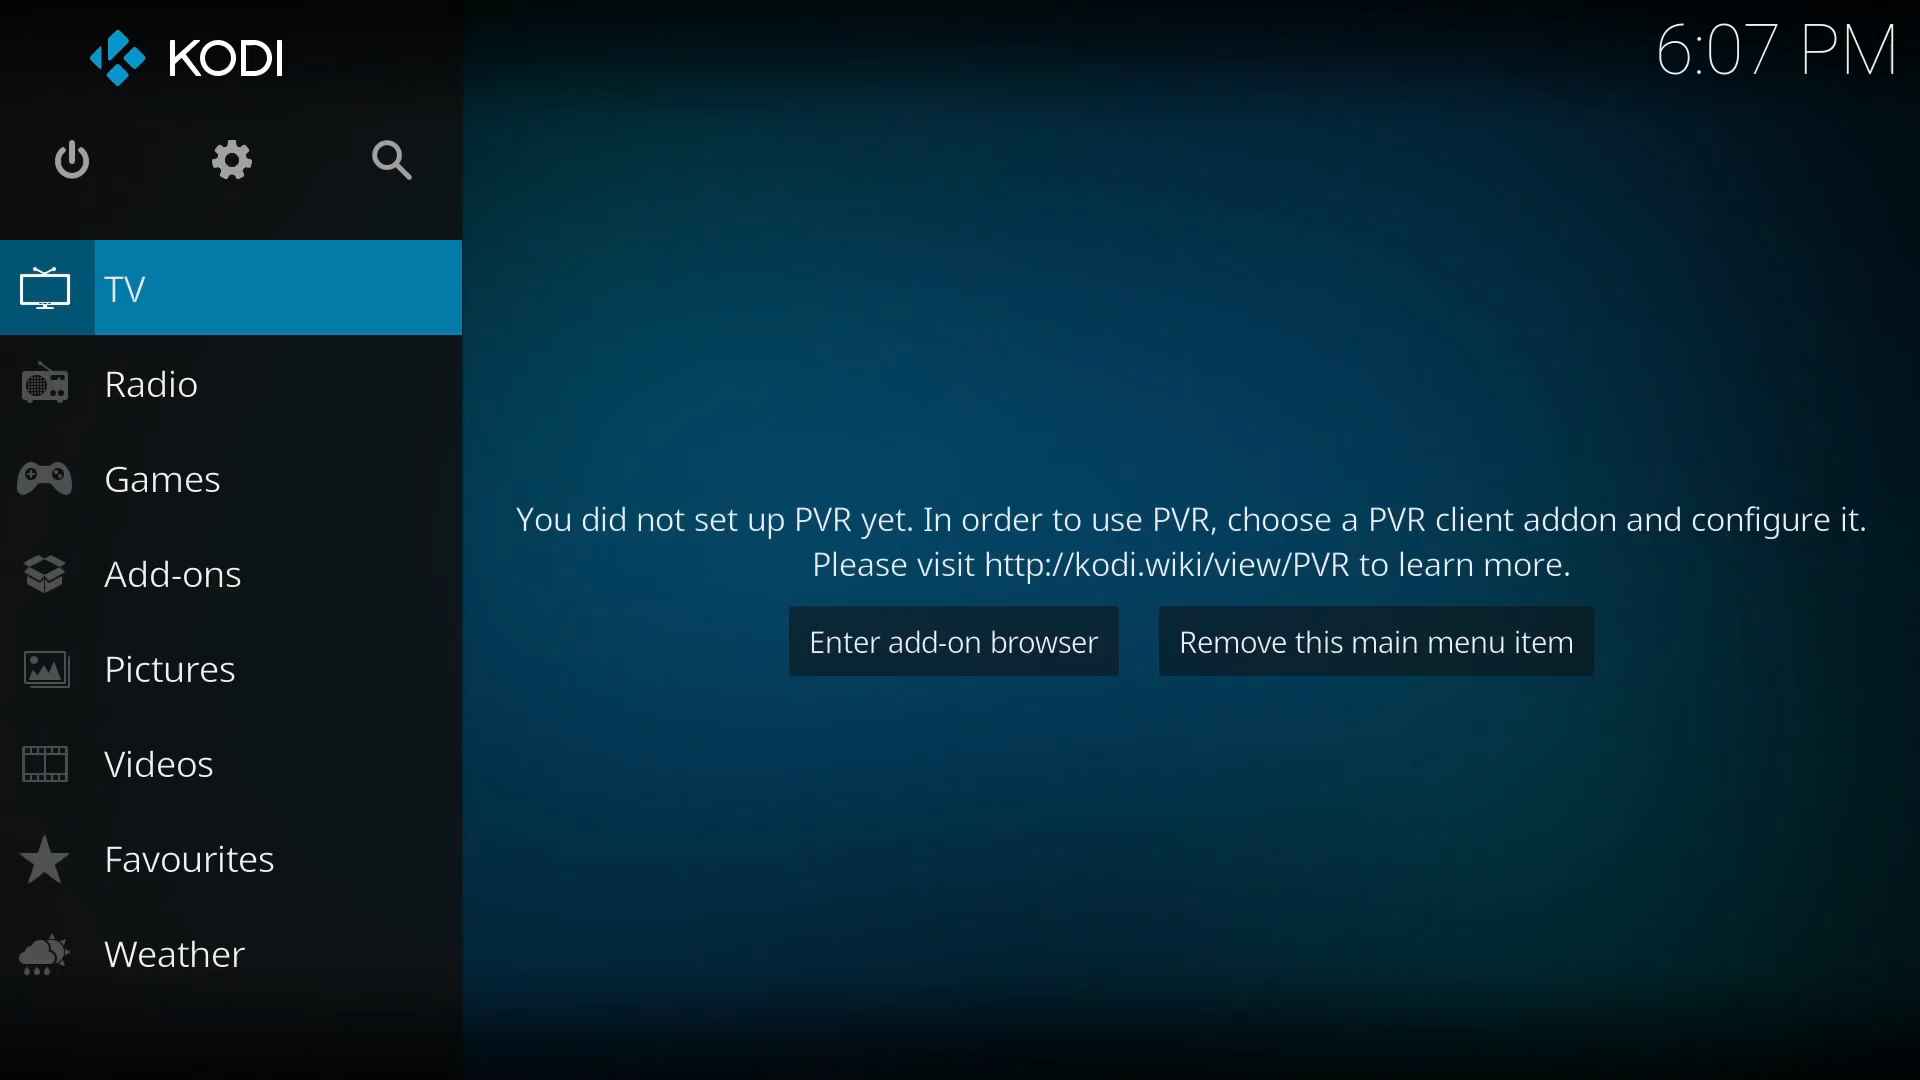 KODI
6:07 PM
TV
Radio
Games
Add-ons
Pictures
Videos
Favourites
Weather
You did not set up PVR yet. In order to use PVR, choose a PVR client addon and configure it.
Please visit http://kodi.wiki/view/PVR to learn more.
Enter add-on browser
Remove this main menu item